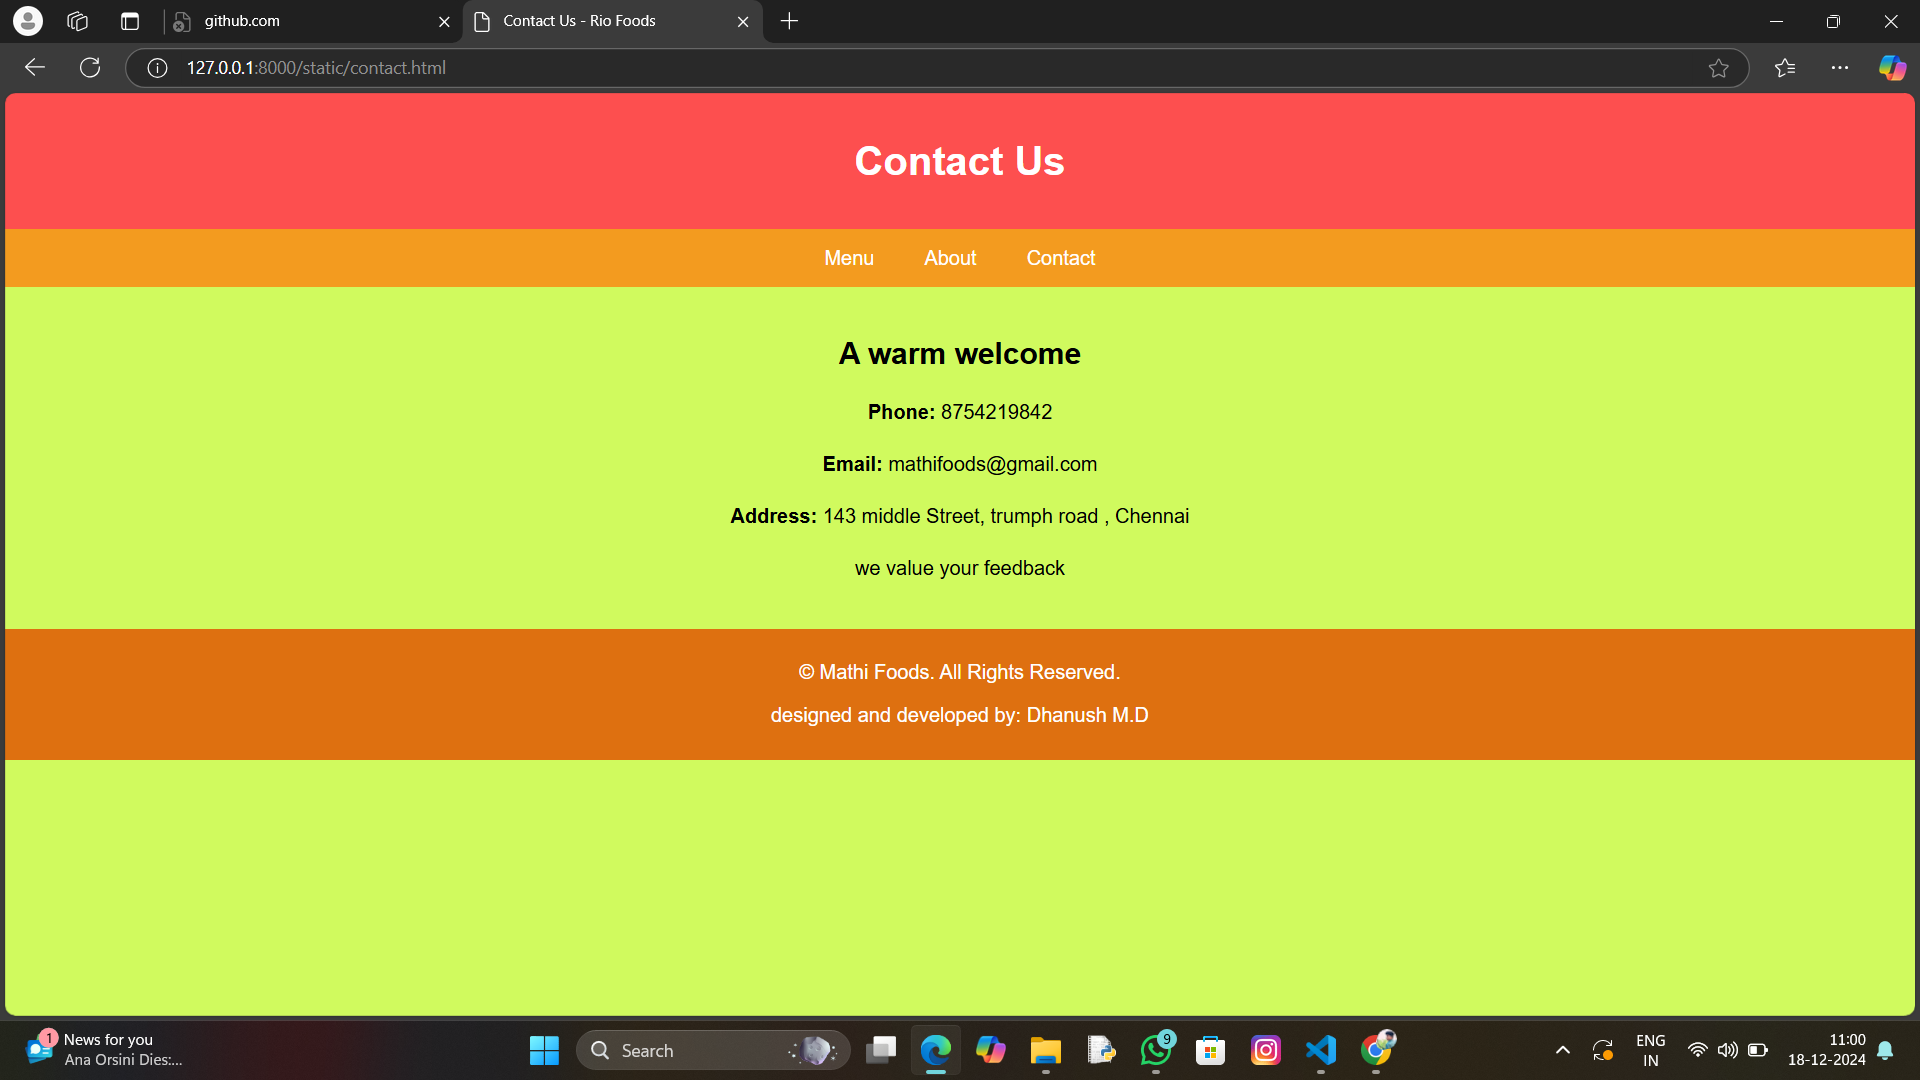 github.com
Contact Us - Rio Foods
127.0.0.1:8000/static/contact.html
Contact Us
Menu About Contact
A warm welcome
Phone: 8754219842
Email: mathifoods@gmail.com
Address: 143 middle Street, trumph road , Chennai
we value your feedback
© Mathi Foods. All Rights Reserved.
designed and developed by: Dhanush M.D
1
News for you
Ana Orsini Dies:...
Search
9
ENG
IN
11:00
18-12-2024